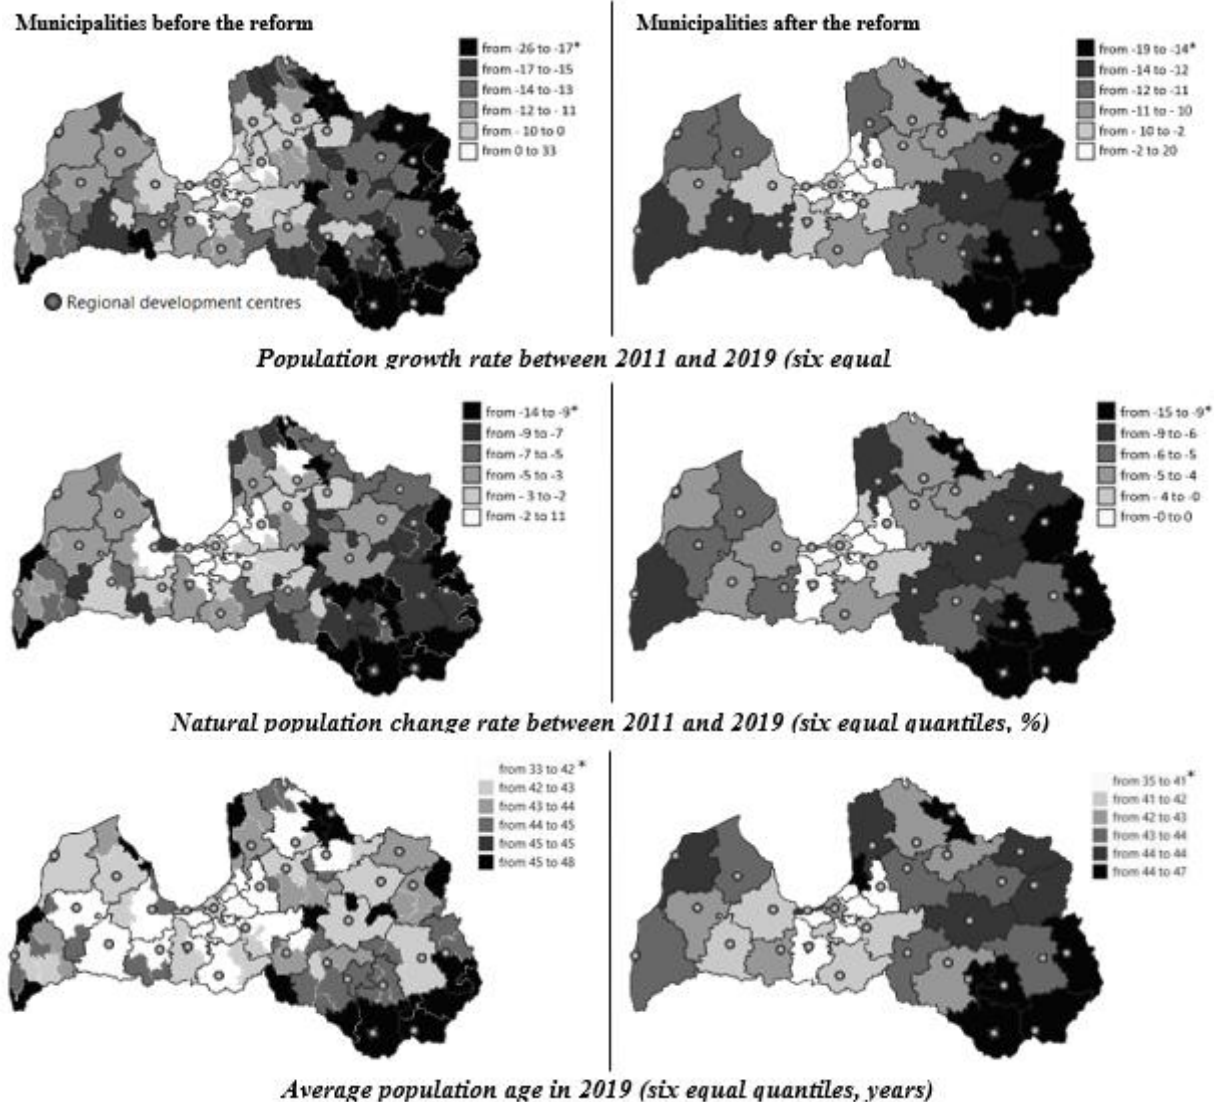 Municipalities before the reform
from -26 to -17*
from -17 to -15
from -14 to -13
from -12 to - 11
from - 10 to 0
from 0 to 33
Regional development centres
Municipalities after the reform
from -19 to -14*
from -14 to -12
from -12 to -11
from -11 to - 10
from - 10 to -2
from -2 to 20
Population growth rate between 2011 and 2019 (six equal
from -14 to -9*
from -9 to -7
from -7 to -5
from -5 to -3
from - 3 to -2
from -2 to 11
from -15 to -9*
from -9 to -6
from -6 to -5
from -5 to -4
from - 4 to -0
from -0 to 0
Natural population change rate between 2011 and 2019 (six equal quantiles, %)
from 33 to 42*
from 42 to 43
from 43 to 44
from 44 to 45
from 45 to 45
from 45 to 48
from 35 to 41*
from 41 to 42
from 42 to 43
from 43 to 44
from 44 to 44
from 44 to 47
Average population age in 2019 (six equal quantiles, years)